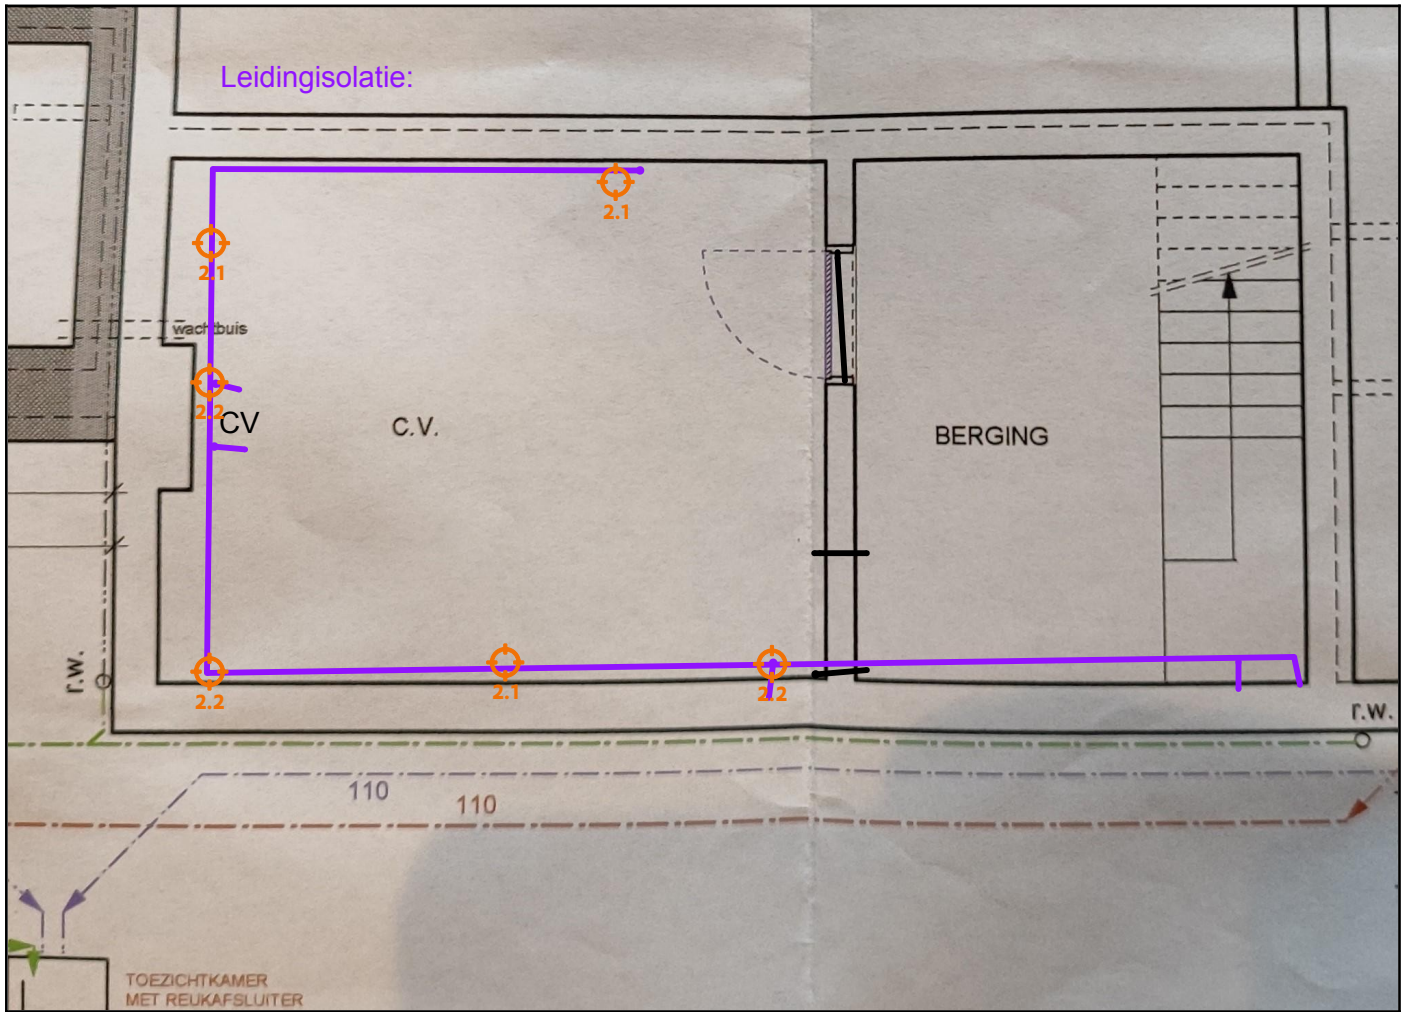 Leidingisolatie:
2.1
2.1
wachtbuis
2.2
CV
C.V.
BERGING
r.w.
2.2
2.1
2.2
r.w.
110
110
TOEZICHTKAMER
MET REUKAFSLUITER